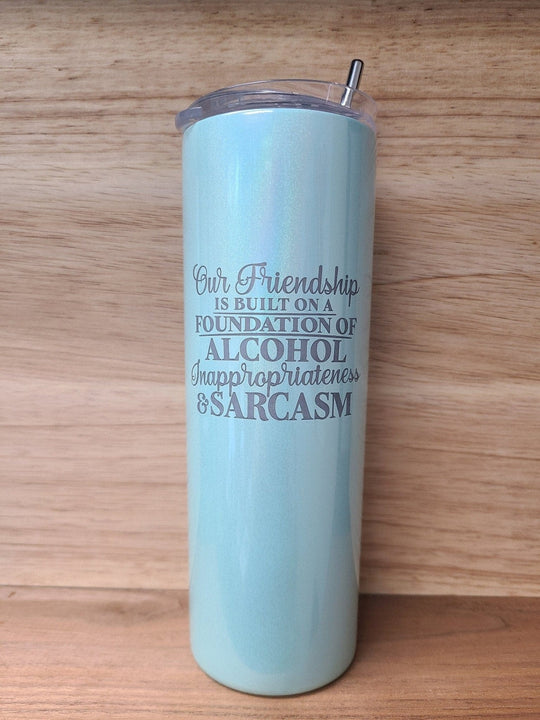 Our Friendship
IS BUILT ON A
FOUNDATION OF
ALCOHOL
Inappropriateness
& SARCASM